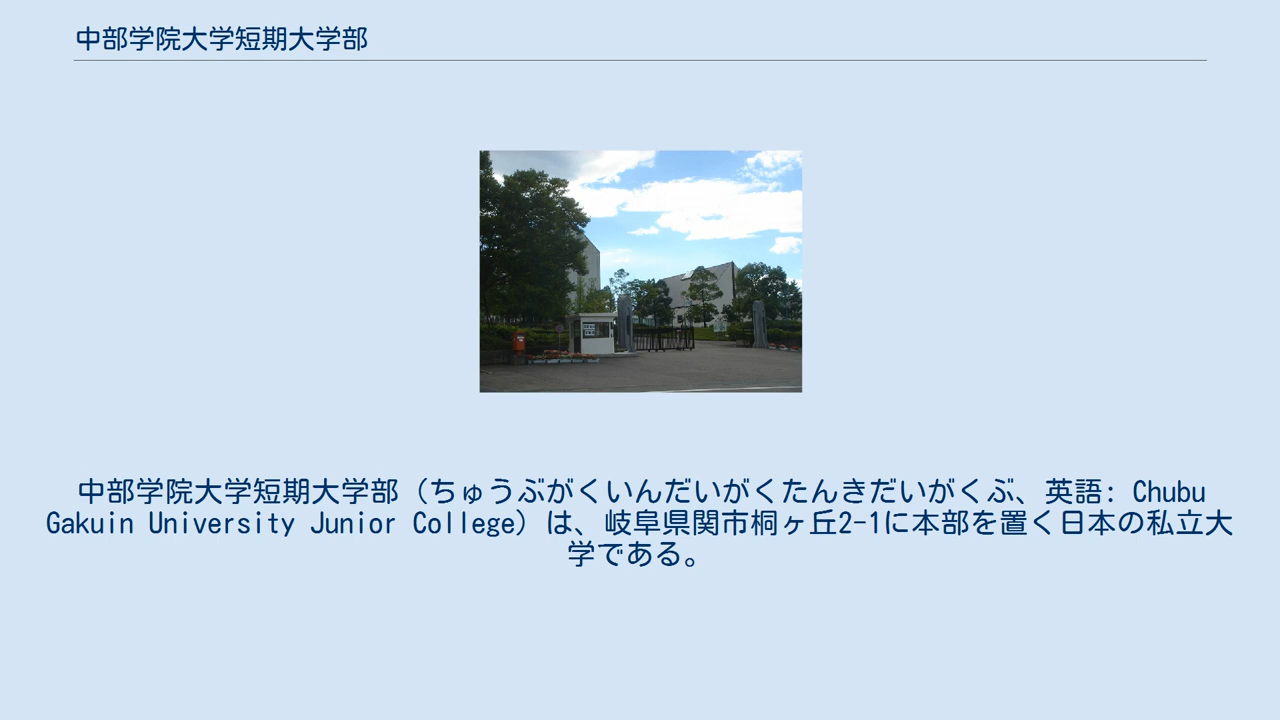 中部学院大学短期大学部
中部学院大学短期大学部（ちゅうぶがくいんだいがくたんきだいがくぶ、英語: Chubu
Gakuin University Junior College）は、岐阜県関市桐ヶ丘2-1に本部を置く日本の私立大
学である。